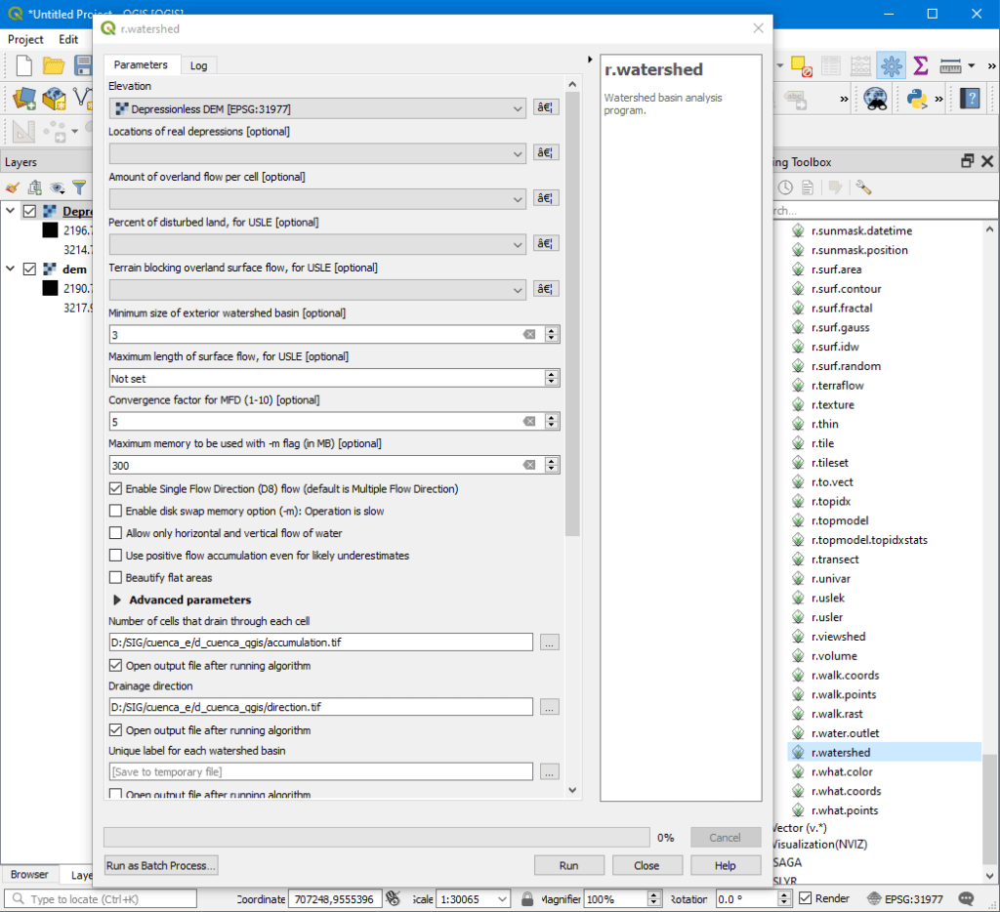 *Untitled Project - QGIS [QGIS]
r.watershed
Project Edit
Parameters
Log
Elevation
Depressionless DEM [EPSG:31977]
…
Locations of real depressions [optional]
…
Amount of overland flow per cell [optional]
…
Percent of disturbed land, for USLE [optional]
…
Terrain blocking overland surface flow, for USLE [optional]
…
Minimum size of exterior watershed basin [optional]
3
Maximum length of surface flow, for USLE [optional]
Not set
Convergence factor for MFD (1-10) [optional]
5
Maximum memory to be used with -m flag (in MB) [optional]
300
Enable Single Flow Direction (D8) flow (default is Multiple Flow Direction)
Enable disk swap memory option (-m): Operation is slow
Allow only horizontal and vertical flow of water
Use positive flow accumulation even for likely underestimates
Beautify flat areas
Advanced parameters
Number of cells that drain through each cell
D:/SIG/cuenca_e/d_cuenca_qgis/accumulation.tif
...
Open output file after running algorithm
Drainage direction
D:/SIG/cuenca_e/d_cuenca_qgis/direction.tif
...
Open output file after running algorithm
Unique label for each watershed basin
[Save to temporary file]
...
Open output file after running algorithm
0%
Cancel
Run as Batch Process...
Run
Close
Help
r.watershed
Watershed basin analysis
program.
Layers
Depre
2196.7
3214.7
dem
2190.7
3217.9
Browser
Laye
ng Toolbox
rch...
r.sunmask.datetime
r.sunmask.position
r.surf.area
r.surf.contour
r.surf.fractal
r.surf.gauss
r.surf.idw
r.surf.random
r.terraflow
r.texture
r.thin
r.tile
r.tileset
r.to.vect
r.topidx
r.topmodel
r.topmodel.topidxstats
r.transect
r.univar
r.uslek
r.usler
r.viewshed
r.volume
r.walk.coords
r.walk.points
r.walk.rast
r.water.outlet
r.watershed
r.what.color
r.what.coords
r.what.points
Vector (v.*)
Visualization(NVIZ)
SAGA
SLYR
Type to locate (Ctrl+K)
Coordinate 707248,9555396
Scale 1:30065
Magnifier 100%
Rotation 0.0 °
Render
EPSG:31977